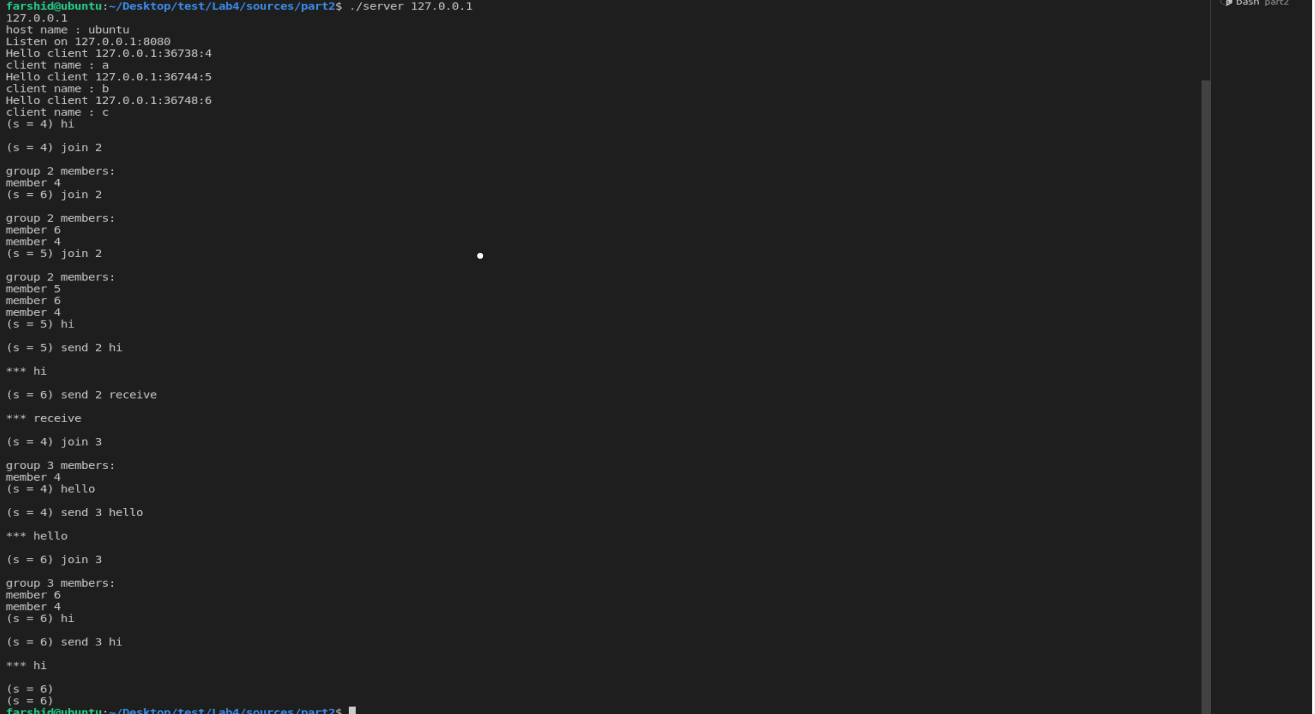 farshid@ubuntu:~/Desktop/test/Lab4/sources/part2$ ./server 127.0.0.1
127.0.0.1
host name : ubuntu
Listen on 127.0.0.1:8080
Hello client 127.0.0.1:36738:4
client name : a
Hello client 127.0.0.1:36744:5
client name : b
Hello client 127.0.0.1:36748:6
client name : c
(s = 4) hi
(s = 4) join 2
group 2 members:
member 4
(s = 6) join 2
group 2 members:
member 6
member 4
(s = 5) join 2
group 2 members:
member 5
member 6
member 4
(s = 5) hi
(s = 5) send 2 hi
*** hi
(s = 6) send 2 receive
*** receive
(s = 4) join 3
group 3 members:
member 4
(s = 4) hello
(s = 4) send 3 hello
*** hello
(s = 6) join 3
group 3 members:
member 6
member 4
(s = 6) hi
(s = 6) send 3 hi
*** hi
(s = 6)
(s = 6)
farshid@ubuntu:~/Desktop/test/Lab4/sources/part2$
bash part2